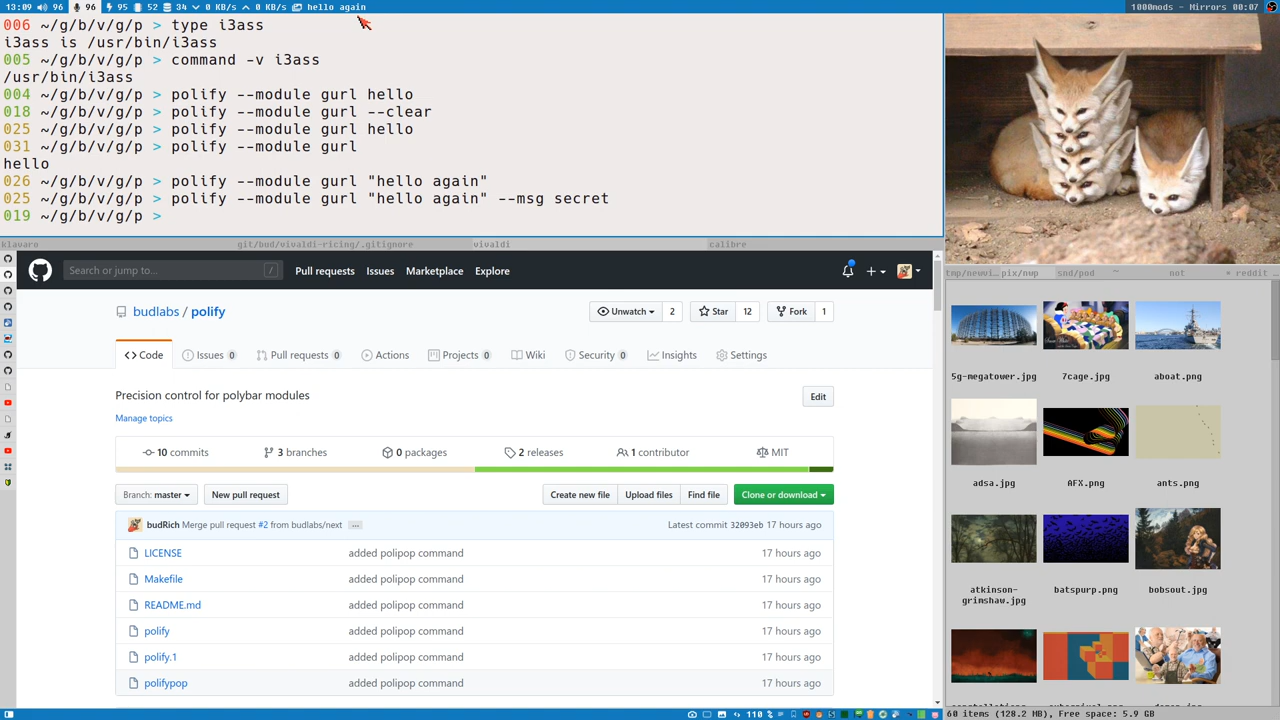 13:09 96 96 95 52 34 0 KB/s 0 KB/s hello again
1000mods - Mirrors 00:07
006 ~/g/b/v/g/p > type i3ass
i3ass is /usr/bin/i3ass
005 ~/g/b/v/g/p > command -v i3ass
/usr/bin/i3ass
004 ~/g/b/v/g/p > polify --module gurl hello
018 ~/g/b/v/g/p > polify --module gurl --clear
025 ~/g/b/v/g/p > polify --module gurl hello
031 ~/g/b/v/g/p > polify --module gurl
hello
026 ~/g/b/v/g/p > polify --module gurl "hello again"
025 ~/g/b/v/g/p > polify --module gurl "hello again" --msg secret
019 ~/g/b/v/g/p >
klavaro git/bud/vivaldi-ricing/.gitignore vivaldi calibre
Search or jump to... /
Pull requests Issues Marketplace Explore
budlabs / polify
Unwatch 2 Star 12 Fork 1
Code Issues 0 Pull requests 0 Actions Projects 0 Wiki Security 0 Insights Settings
Precision control for polybar modules
Edit
Manage topics
10 commits 3 branches 0 packages 2 releases 1 contributor MIT
Branch: master New pull request Create new file Upload files Find file Clone or download
budRich Merge pull request #2 from budlabs/next ... Latest commit 32093eb 17 hours ago
LICENSE added polipop command 17 hours ago
Makefile added polipop command 17 hours ago
README.md added polipop command 17 hours ago
polify added polipop command 17 hours ago
polify.1 added polipop command 17 hours ago
polifypop added polipop command 17 hours ago
tmp/newvi… pix/nwp snd/pod ~ not * reddit
5g-megatower.jpg 7cage.jpg aboat.png
adsa.jpg AFX.png ants.png
atkinson-
grimshaw.jpg
batspurp.png bobsout.jpg
60 items (128.2 MB), Free space: 5.9 GB
110